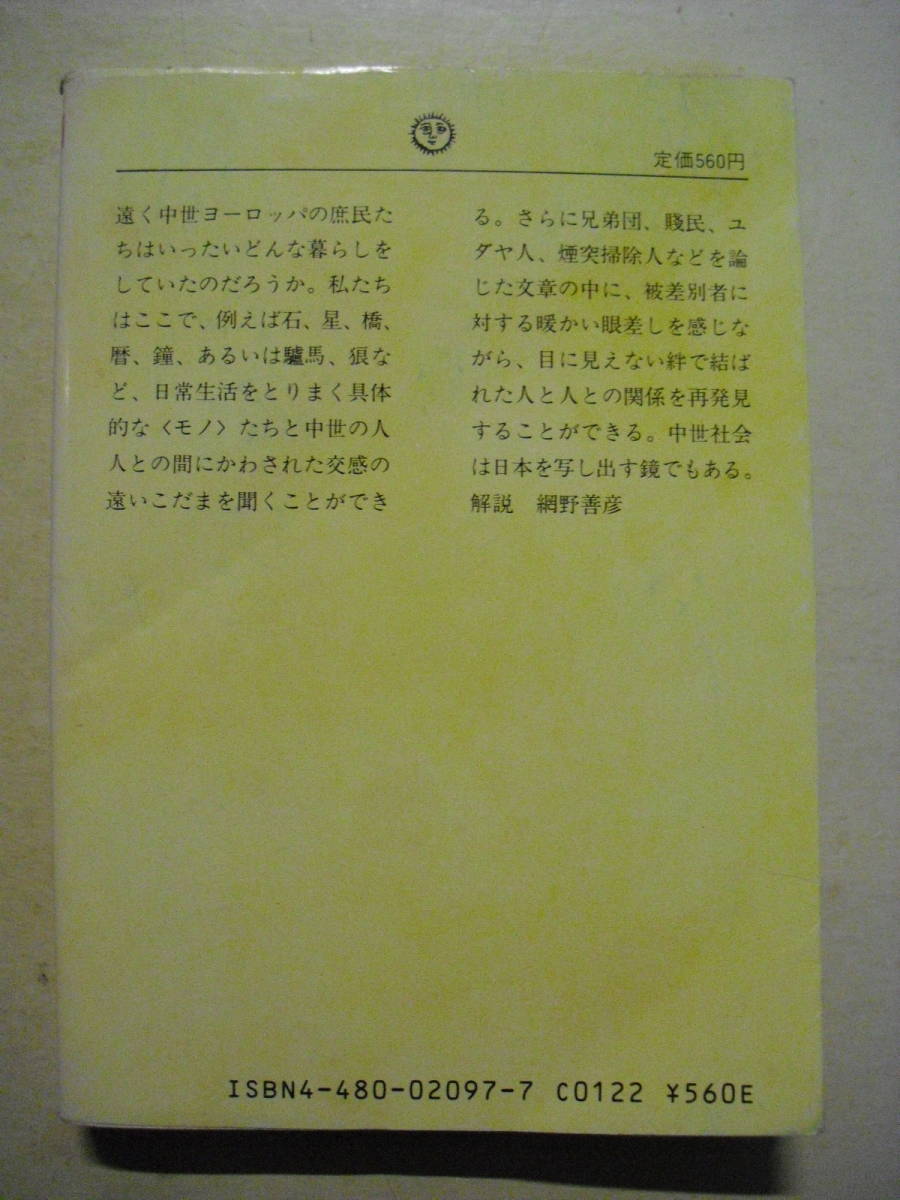 定価560円
遠く中世ヨーロッパの庶民た
ちはいったいどんな暮らしを
していたのだろうか。私たち
はここで、例えば石、星、橋、
暦、鐘、あるいは驢馬、狼な
ど、日常生活をとりまく具体
的な〈モノ〉たちと中世の人
人との間にかわされた交感の
遠いこだまを聞くことができ
る。さらに兄弟団、賤民、ユ
ダヤ人、煙突掃除人などを論
じた文章の中に、被差別者に
対する暖かい眼差しを感じな
がら、目に見えない絆で結ば
れた人と人との関係を再発見
することができる。中世社会
は日本を写し出す鏡でもある。
解説　網野善彦
ISBN4-480-02097-7 C0122 ¥560E